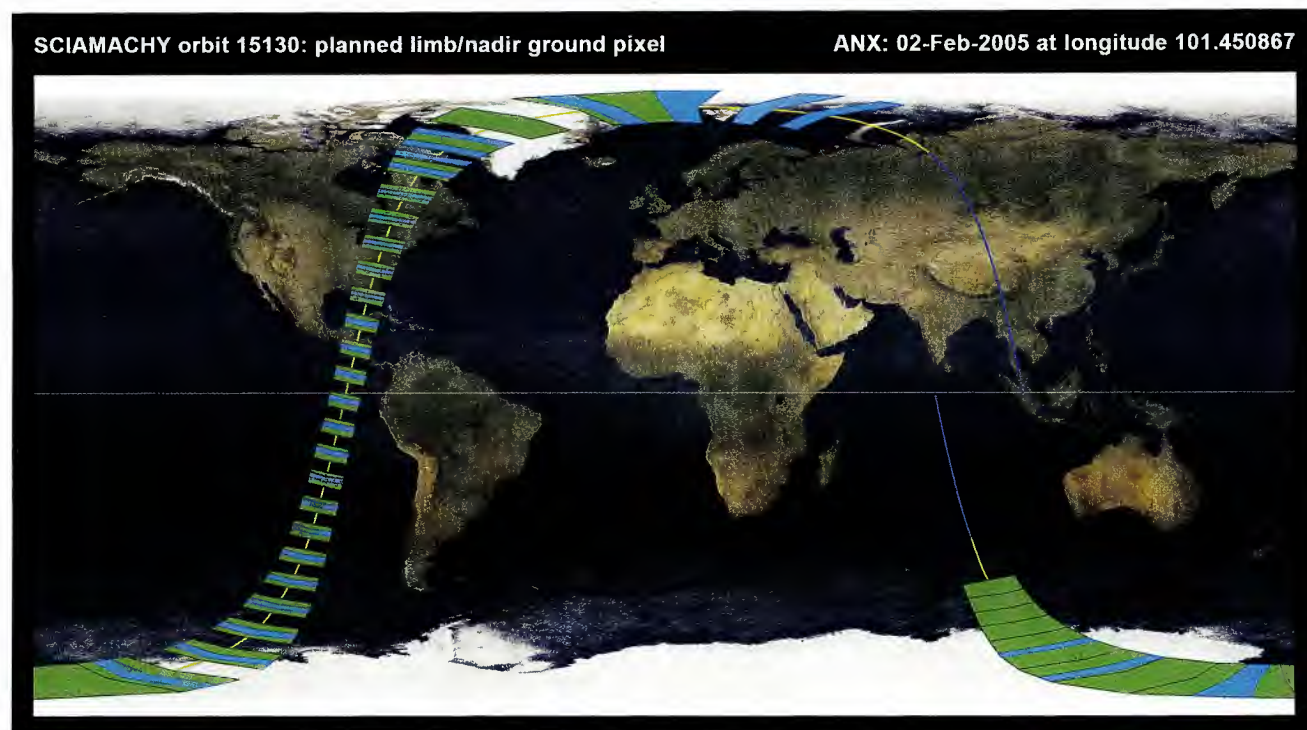 SCIAMACHY orbit 15130: planned limb/nadir ground pixel
ANX: 02-Feb-2005 at longitude 101.450867